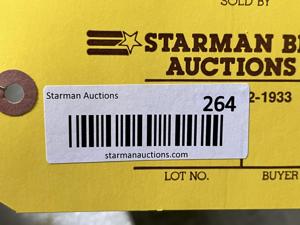 SOLD BY
STARMAN
AUCTIONS
Starman Auctions
264
2-1933
starmanauctions.com
LOT NO.
BUYER